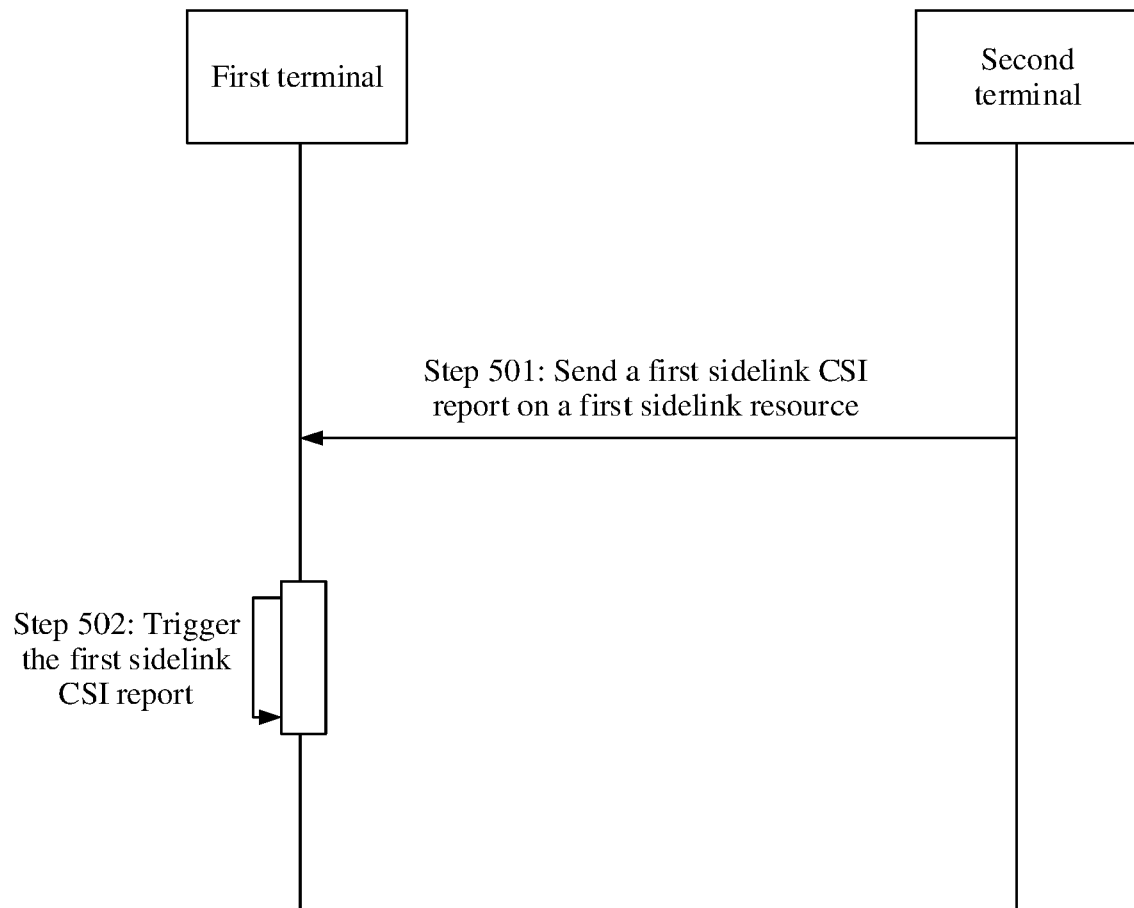 First terminal
Second
terminal
Step 501: Send a first sidelink CSI
report on a first sidelink resource
Step 502: Trigger
the first sidelink
CSI report